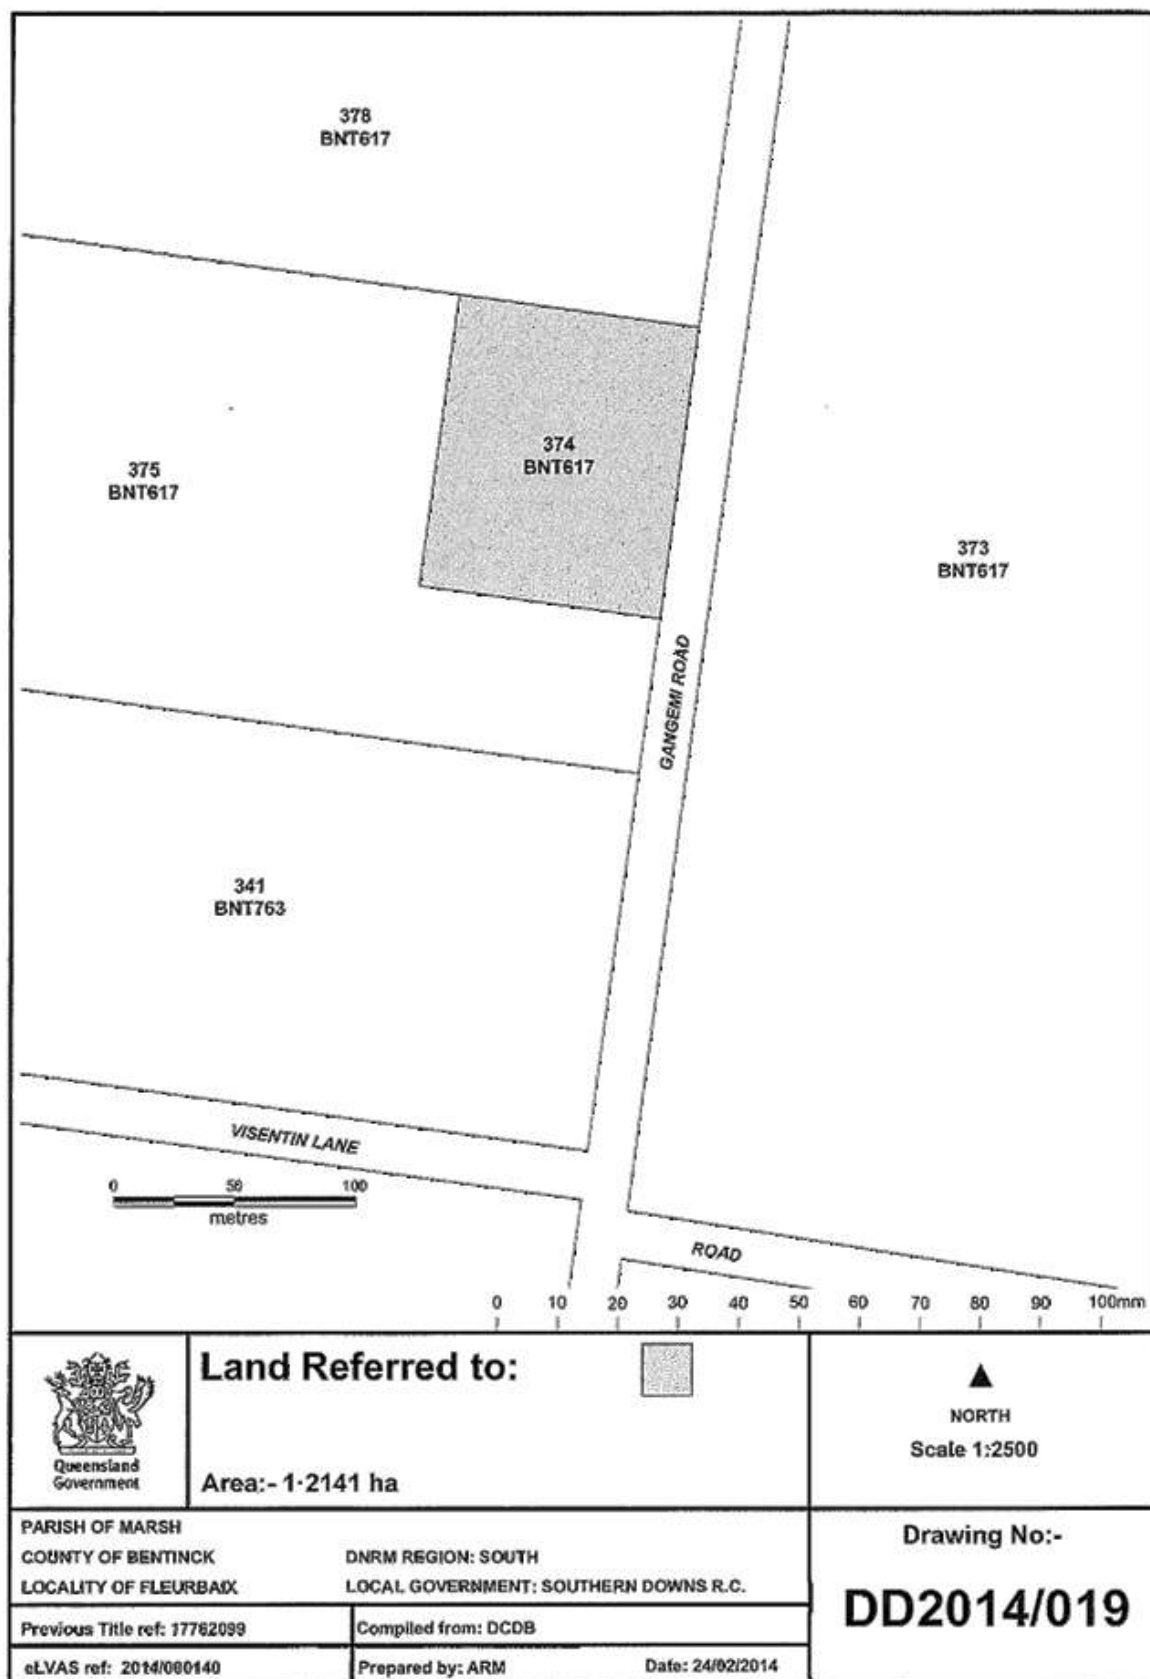 378
BNT617
374
BNT617
375
BNT617
373
BNT617
GANGEMI ROAD
341
BNT763
VISENTIN LANE
0 50 100
metres
ROAD
0 10 20 30 40 50 60 70 80 90 100mm
Queensland
Government
Land Referred to:
Area:- 1·2141 ha
NORTH
Scale 1:2500
PARISH OF MARSH
COUNTY OF BENTINCK
DNRM REGION: SOUTH
LOCALITY OF FLEURBAIX
LOCAL GOVERNMENT: SOUTHERN DOWNS R.C.
Previous Title ref: 17762099
Compiled from: DCDB
eLVAS ref: 2014/000140
Prepared by: ARM
Date: 24/02/2014
Drawing No:-
DD2014/019